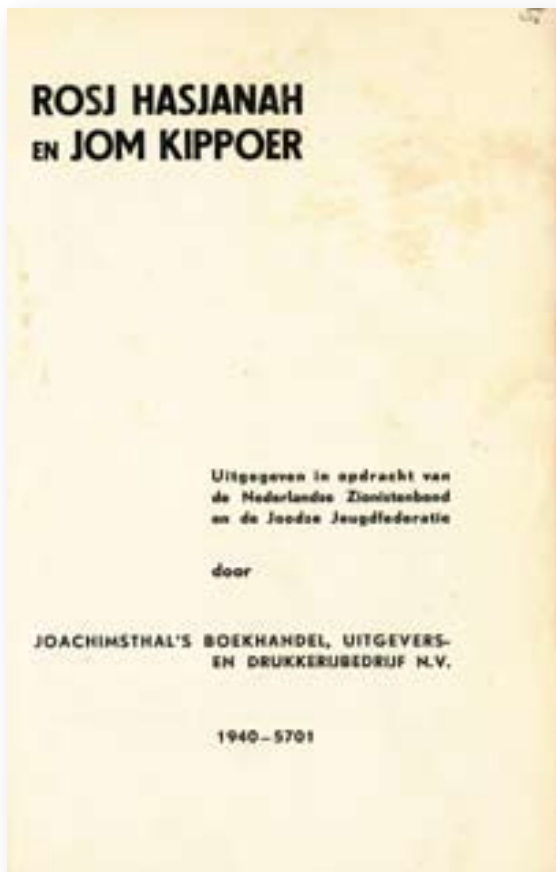 ROSJ HASJANAH
EN JOM KIPPOER
Uitgegeven in opdracht van
de Nederlandse Zionistenbond
en de Joodse Jeugdfederatie
door
JOACHIMSTHAL'S BOEKHANDEL, UITGEVERS-
EN DRUKKERIJBEDRIJF N.V.
1940–5701